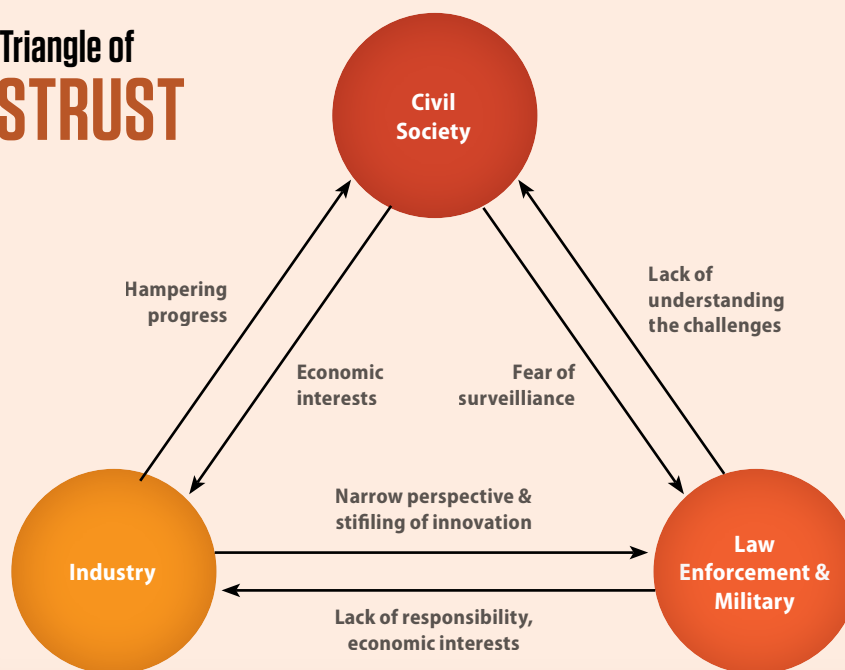 Triangle of
STRUST
Civil
Society
Hampering
progress
Lack of
understanding
the challenges
Economic
interests
Fear of
surveilliance
Narrow perspective &
stifiling of innovation
Industry
Law
Enforcement &
Military
Lack of responsibility,
economic interests